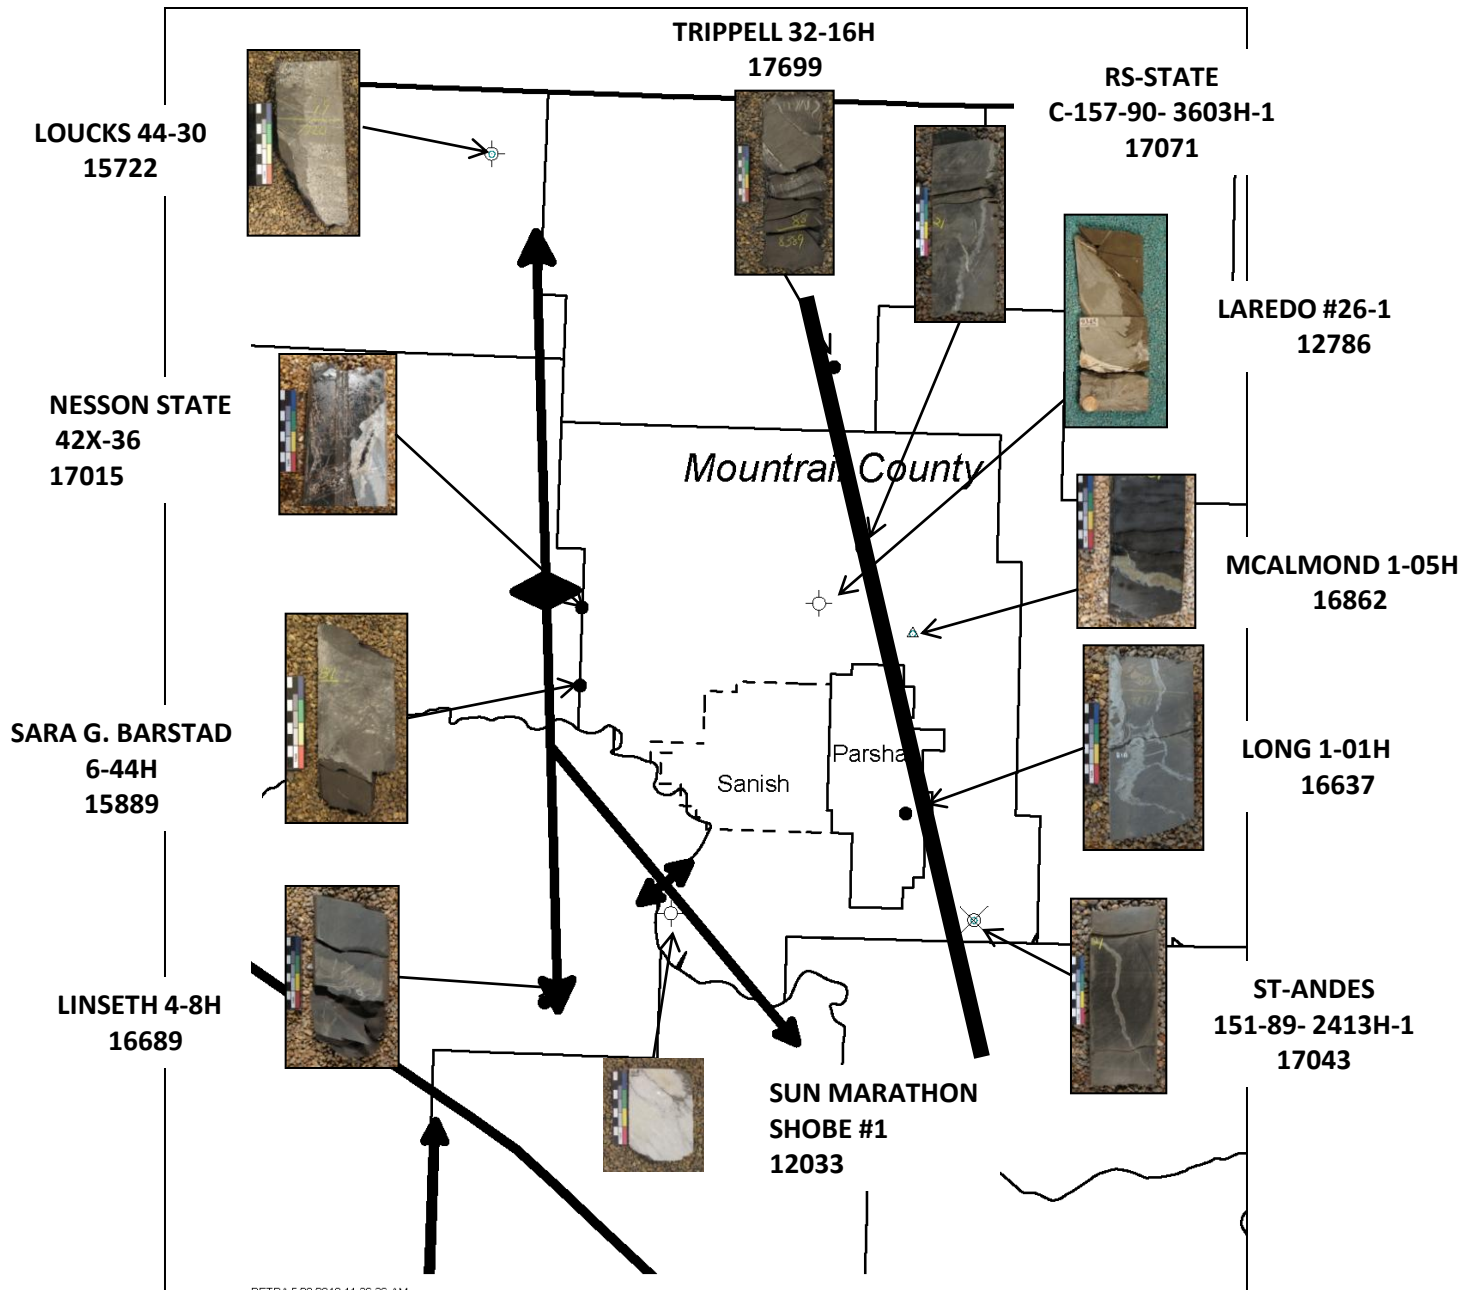 TRIPPELL 32-16H
17699
RS-STATE
C-157-90- 3603H-1
17071
LOUCKS 44-30
15722
LAREDO #26-1
12786
NESSON STATE
42X-36
17015
Mountrail County
MCALMOND 1-05H
16862
SARA G. BARSTAD
6-44H
15889
Sanish
Parsha
LONG 1-01H
16637
LINSETH 4-8H
16689
ST-ANDES
151-89- 2413H-1
17043
SUN MARATHON
SHOBE #1
12033
8389